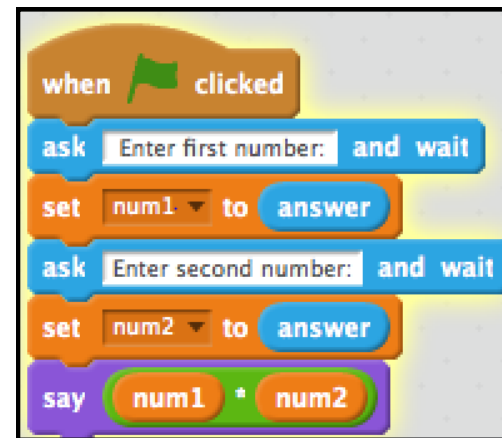 when clicked
ask Enter first number: and wait
set num1 to answer
ask Enter second number: and wait
set num2 to answer
say num1 * num2